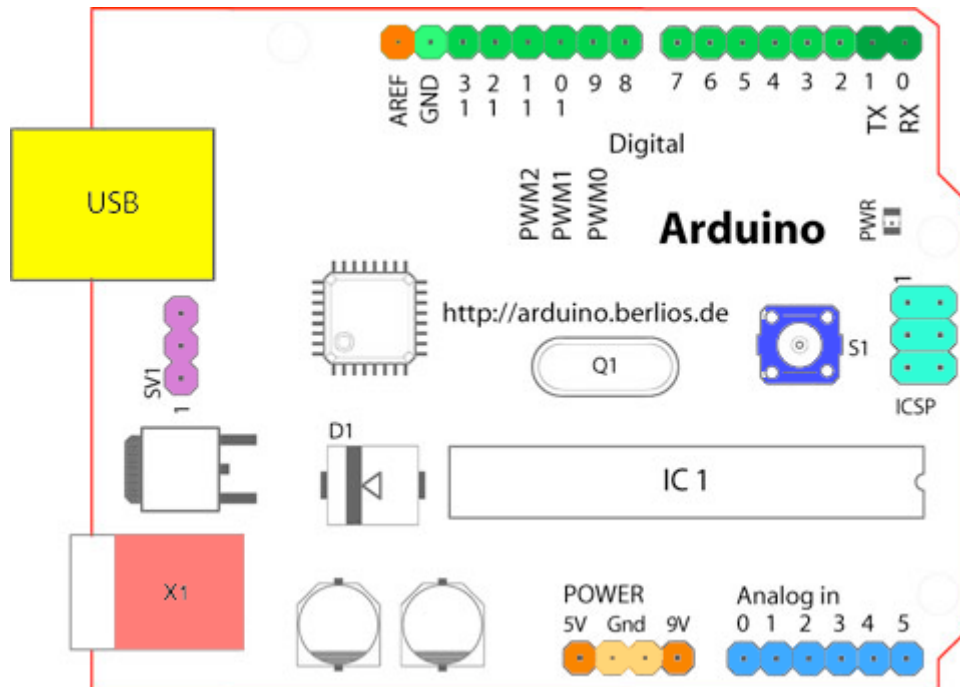 AREF GND 13 12 11 10 9 8 7 6 5 4 3 2 1 0
TX RX
Digital
PWM2 PWM1 PWM0
USB
Arduino
PWR
1
http://arduino.berlios.de
SV1
1
Q1
S1
ICSP
D1
IC 1
X1
POWER
5V Gnd 9V
Analog in
0 1 2 3 4 5